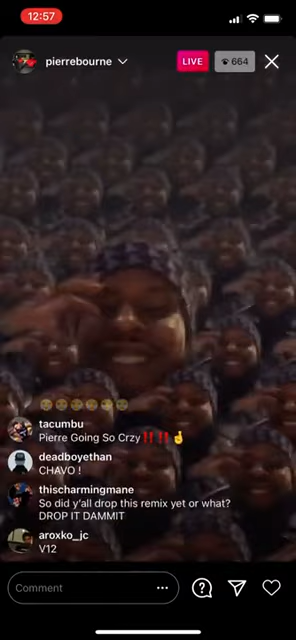 12:57
pierrebourne
LIVE
664
tacumbu
Pierre Going So Crzy‼️‼️☝️
deadboyethan
CHAVO !
thischarmingmane
So did y'all drop this remix yet or what?
DROP IT DAMMIT
aroxko_jc
V12
Comment